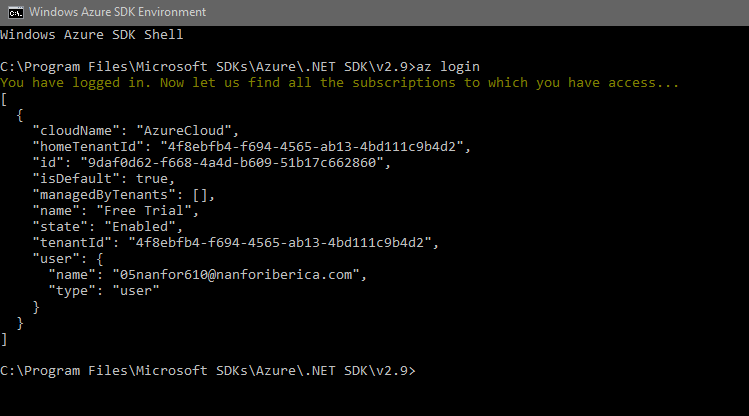 Windows Azure SDK Environment
Windows Azure SDK Shell
C:\Program Files\Microsoft SDKs\Azure\.NET SDK\v2.9>az login
You have logged in. Now let us find all the subscriptions to which you have access...
[
  {
    "cloudName": "AzureCloud",
    "homeTenantId": "4f8ebfb4-f694-4565-ab13-4bd111c9b4d2",
    "id": "9daf0d62-f668-4a4d-b609-51b17c662860",
    "isDefault": true,
    "managedByTenants": [],
    "name": "Free Trial",
    "state": "Enabled",
    "tenantId": "4f8ebfb4-f694-4565-ab13-4bd111c9b4d2",
    "user": {
      "name": "05nanfor610@nanforiberica.com",
      "type": "user"
    }
  }
]
C:\Program Files\Microsoft SDKs\Azure\.NET SDK\v2.9>